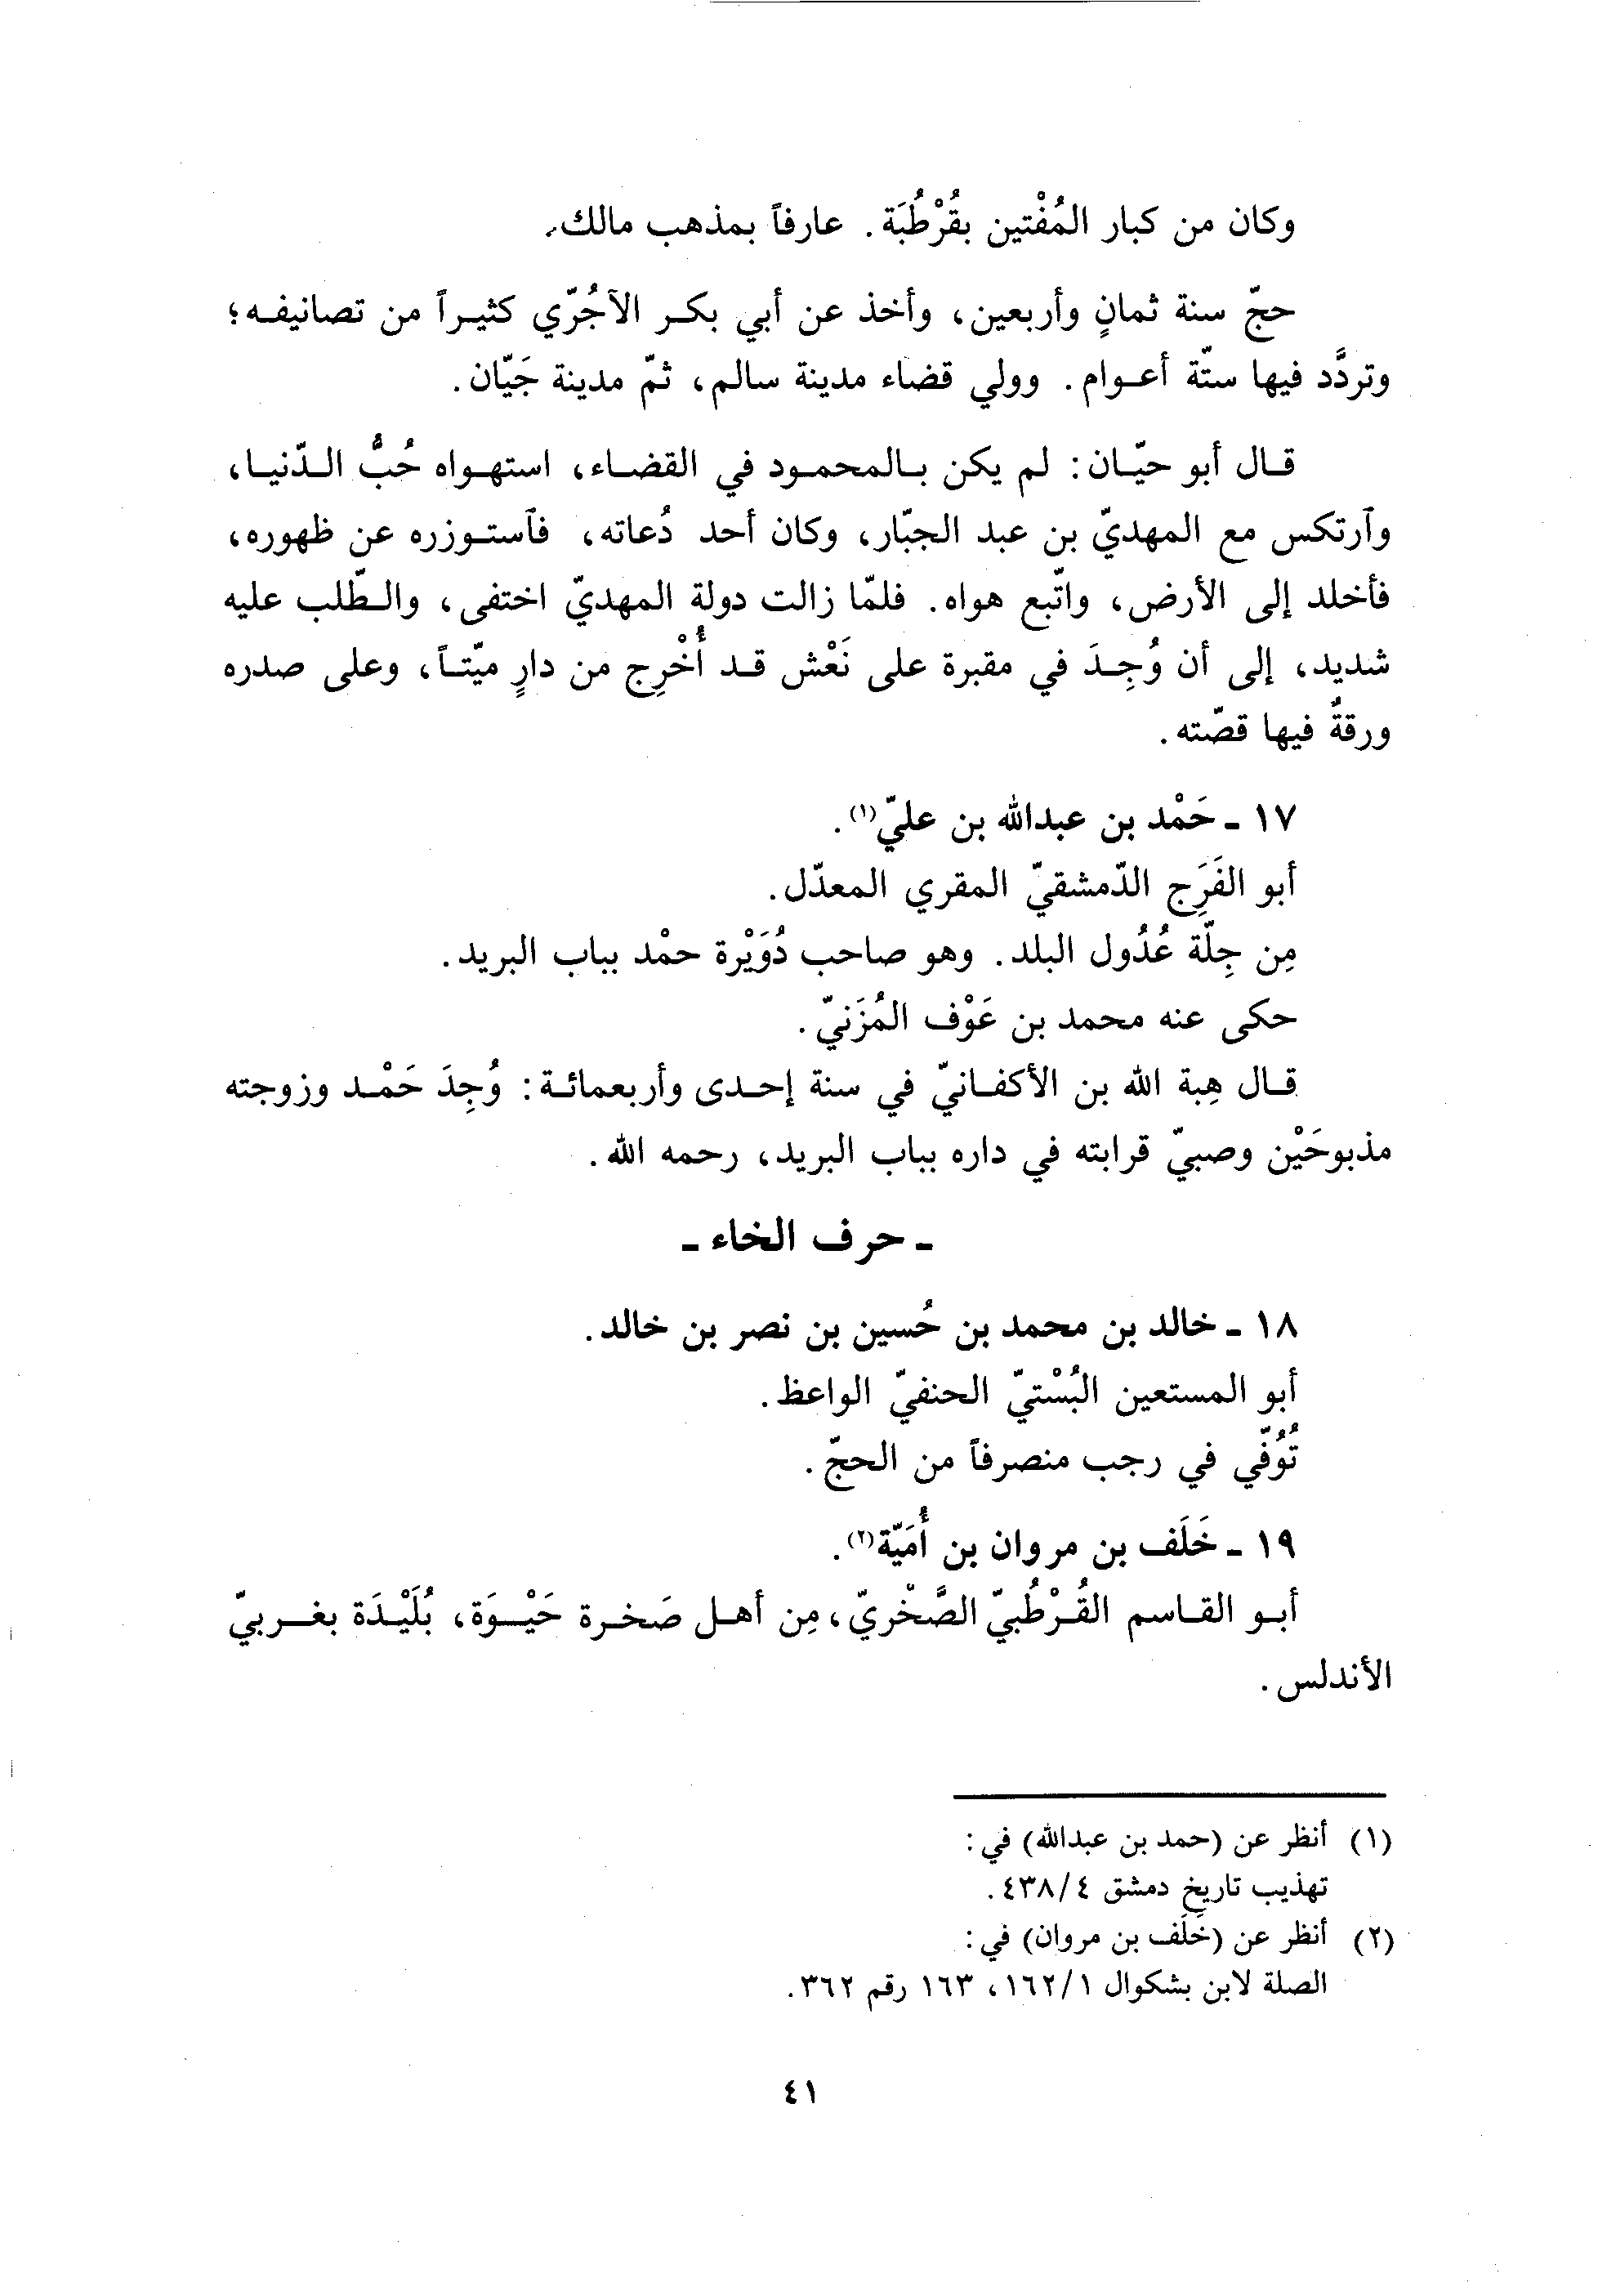 وكان من كبار المُفْتين بقُرْطُبَة. عارفاً بمذهب مالك.
حجّ سنة ثمانٍ وأربعين، وأخذ عن أبي بكر الآجُرّي كثيراً من تصانيفه؛
وتردَّد فيها ستّة أعوام. وولي قضاء مدينة سالم، ثمّ مدينة جَيّان.
قال أبو حيّان: لم يكن بالمحمود في القضاء، استهواه حُبُّ الدّنيا،
وآرتكس مع المهديّ بن عبد الجبّار، وكان أحد دُعاته، فآستوزره عن ظهوره،
فأخلد إلى الأرض، واتّبع هواه. فلمّا زالت دولة المهديّ اختفى، والطّلب عليه
شديد، إلى أن وُجِدَ في مقبرة على نَعْش قد أُخْرِج من دارٍ ميّتاً، وعلى صدره
ورقةٌ فيها قصّته.
١٧ ـ حَمْد بن عبدالله بن عليّ(١).
أبو الفَرَج الدّمشقيّ المقري المعدّل.
مِن جِلّة عُدُول البلد. وهو صاحب دُوَيْرة حمْد بباب البريد.
حكى عنه محمد بن عَوْف المُزَنيّ.
قال هِبة الله بن الأكفانيّ في سنة إحدى وأربعمائة: وُجِدَ حَمْد وزوجته
مذبوحَيْن وصبيّ قرابته في داره بباب البريد، رحمه الله.
ـ حرف الخاء ـ
١٨ ـ خالد بن محمد بن حُسين بن نصر بن خالد.
أبو المستعين البُسْتيّ الحنفيّ الواعظ.
تُوُفّي في رجب منصرفاً من الحجّ.
١٩ ـ خَلَف بن مروان بن أُمَيّة(٢).
أبو القاسم القُرْطُبيّ الصَّخْريّ، مِن أهل صَخرة حَيْوَة، بُلَيْدَة بغربيّ
الأندلس.
(١) أنظر عن (حمد بن عبدالله) في:
تهذيب تاريخ دمشق ٤/٤٣٨.
(٢) أنظر عن (خَلَف بن مروان) في:
الصلة لابن بشكوال ١/١٦٢، ١٦٣ رقم ٣٦٢.
٤١